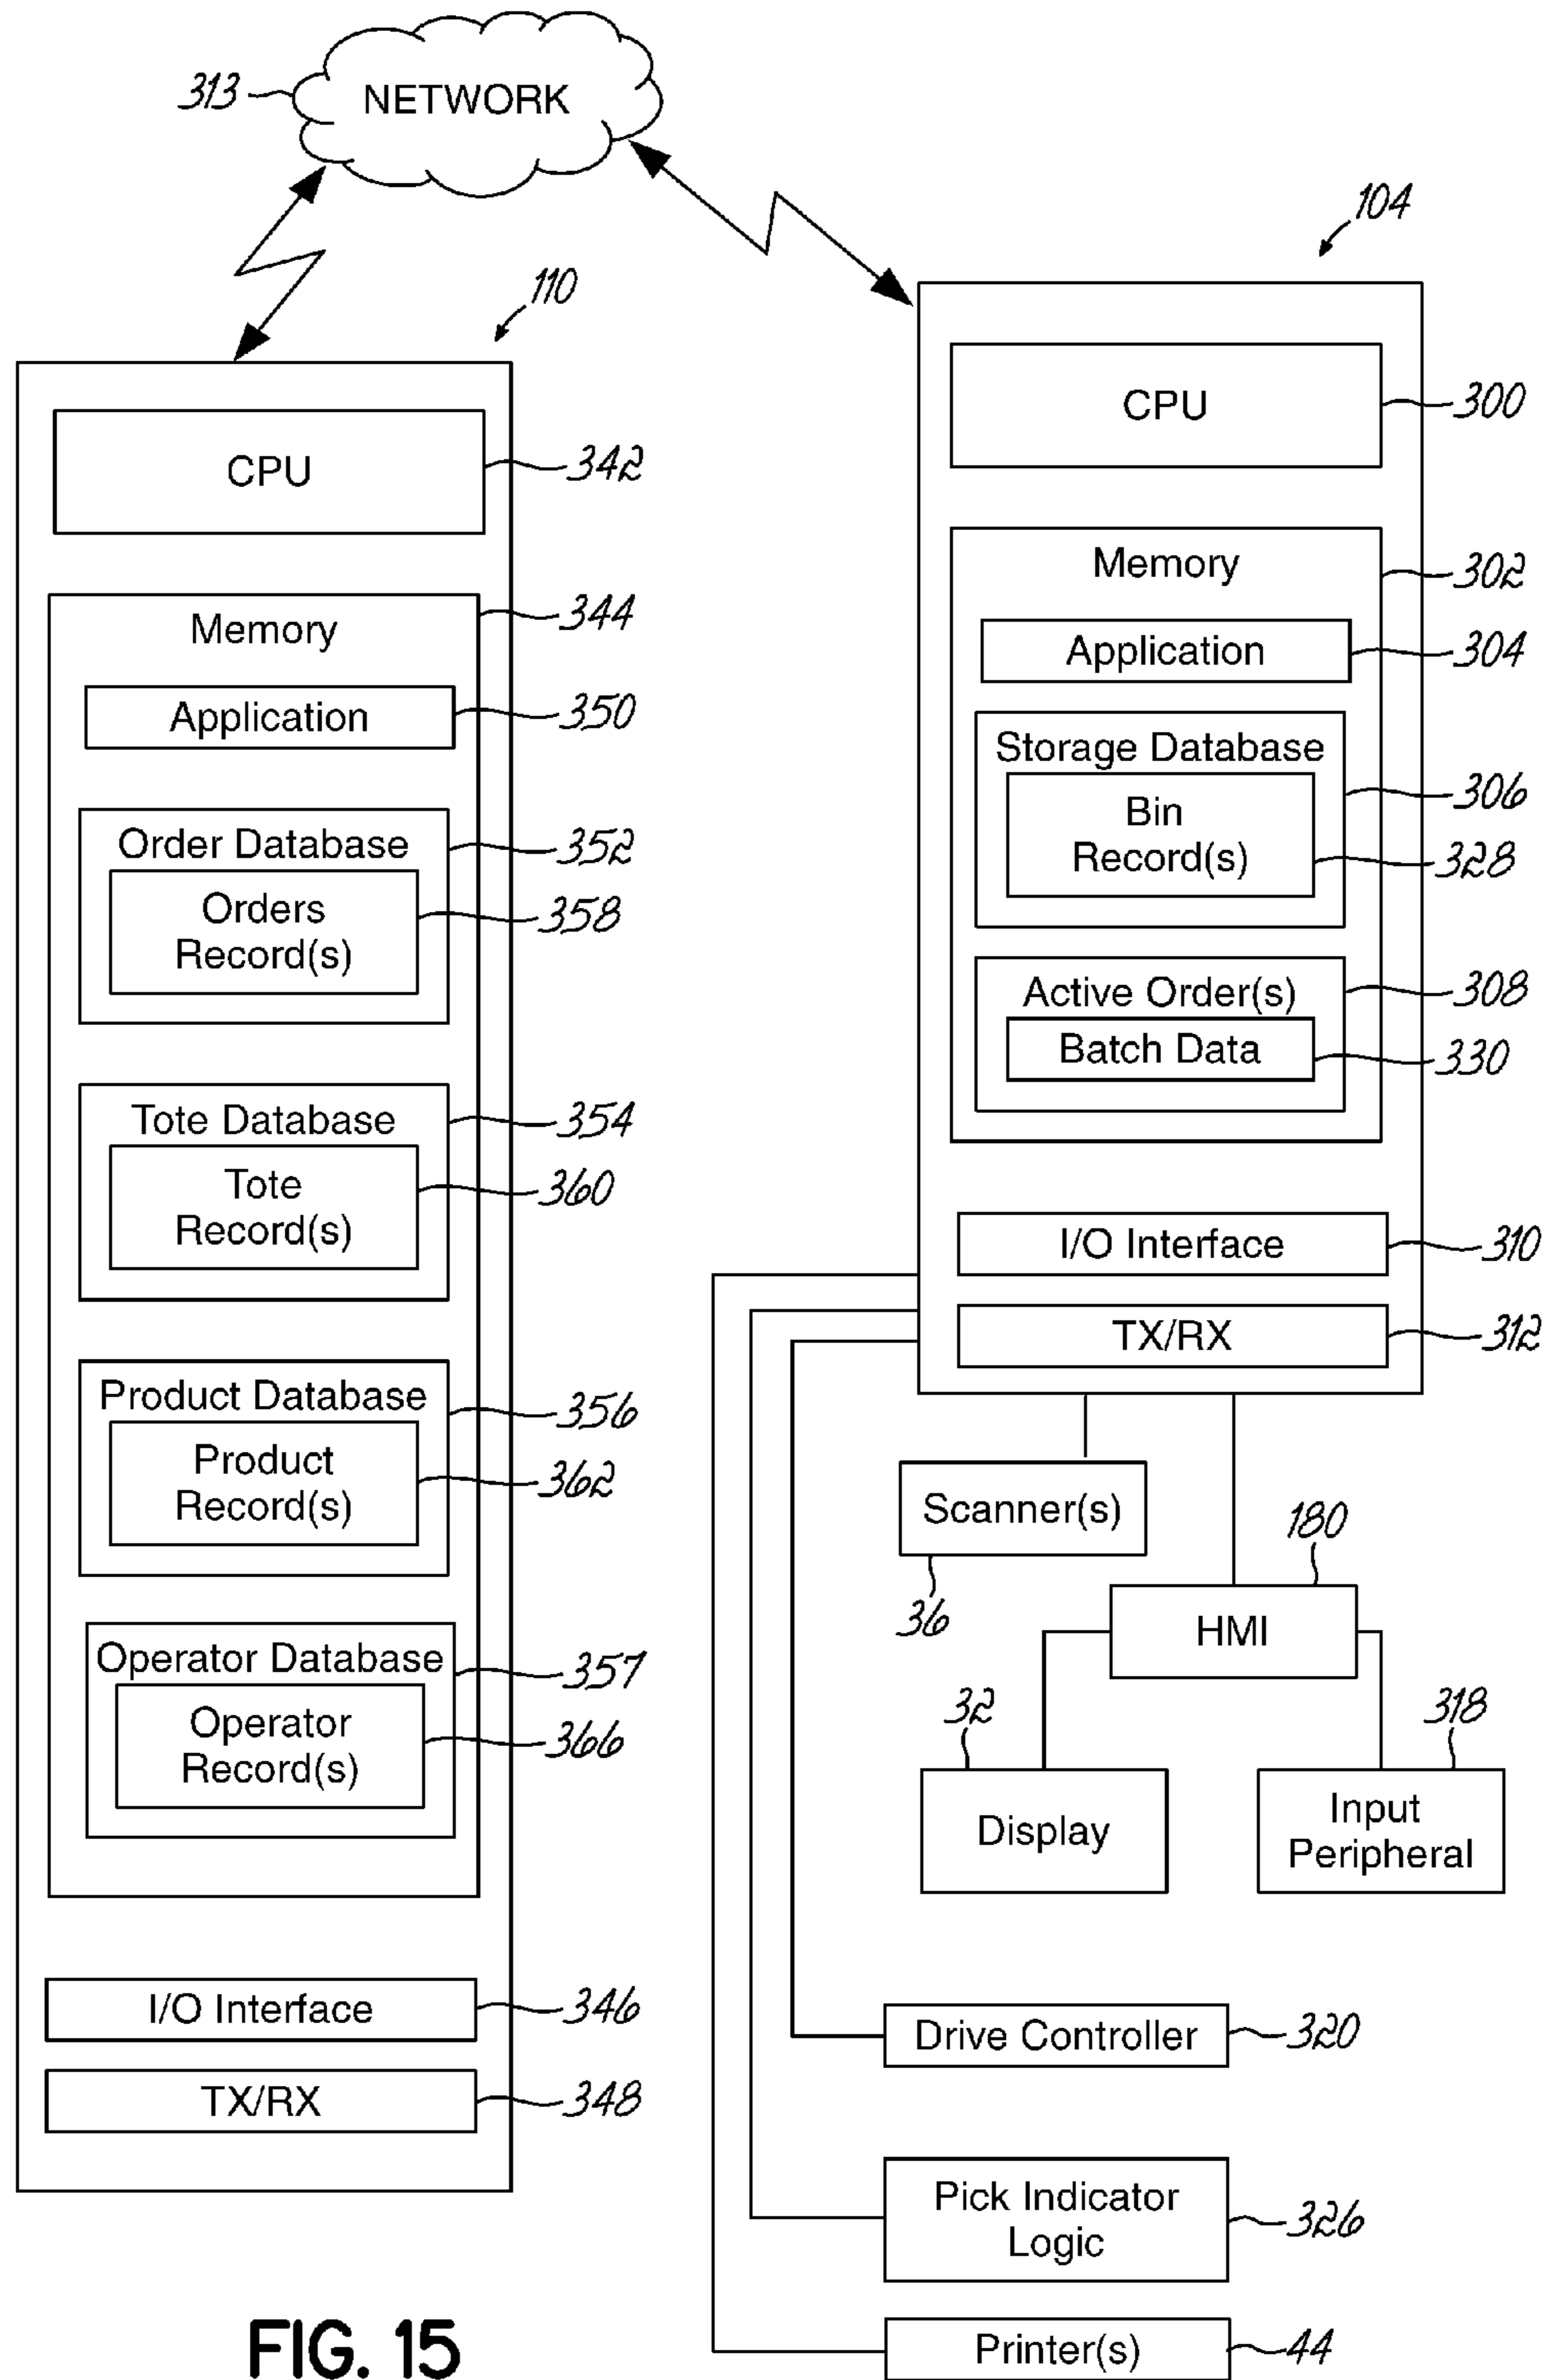 313
NETWORK
104
110
CPU
342
Memory
344
Application
350
Order Database
352
Orders
Record(s)
358
Tote Database
354
Tote
Record(s)
360
Product Database
356
Product
Record(s)
362
Operator Database
357
Operator
Record(s)
366
I/O Interface
346
TX/RX
348
CPU
300
Memory
302
Application
304
Storage Database
306
Bin
Record(s)
328
Active Order(s)
308
Batch Data
330
I/O Interface
310
TX/RX
312
Scanner(s)
36
180
HMI
32
318
Display
Input
Peripheral
Drive Controller
320
Pick Indicator
Logic
326
Printer(s)
44
FIG. 15